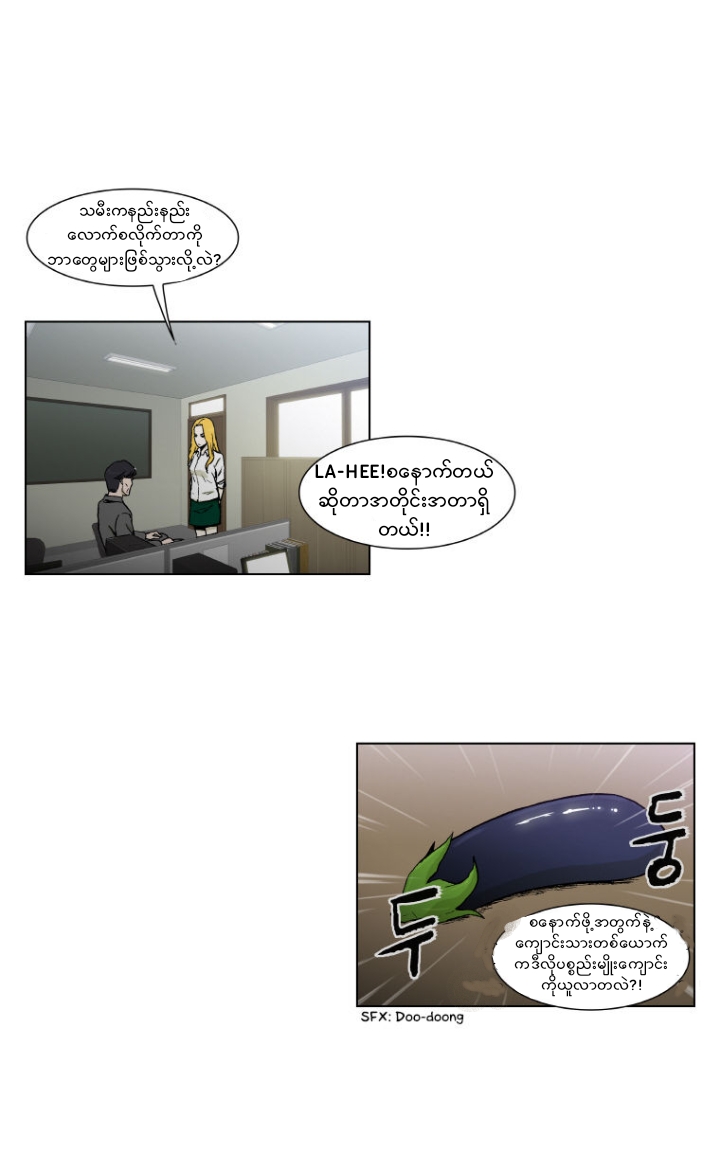 သမီးကနည်းနည်း
လောက်စလိုက်တာကို
ဘာတွေများဖြစ်သွားလို့လဲ?
LA-HEE!စနောက်တယ်
ဆိုတာအတိုင်းအတာရှိ
တယ်!!
둥
두
စနောက်ဖို့အတွက်နဲ့
ကျောင်းသားတစ်ယောက်
ကဒီလိုပစ္စည်းမျိုးကျောင်း
ကိုယူလာတလဲ?!
SFX: Doo-doong